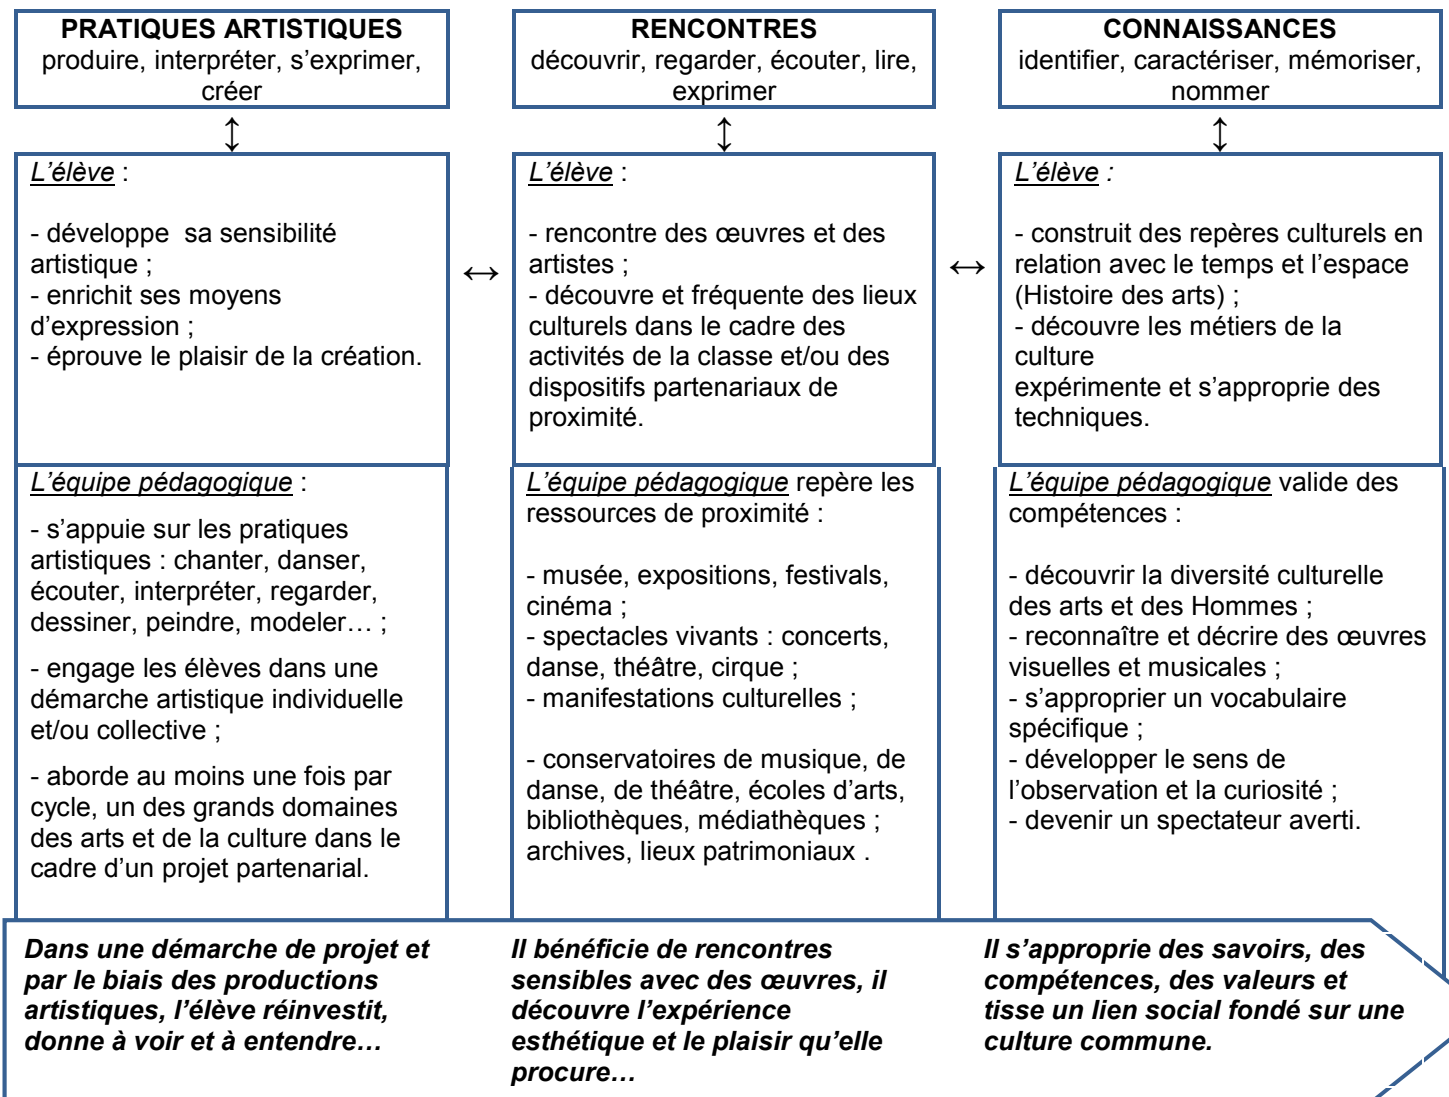 PRATIQUES ARTISTIQUES
produire, interpréter, s’exprimer,
créer
RENCONTRES
découvrir, regarder, écouter, lire,
exprimer
CONNAISSANCES
identifier, caractériser, mémoriser,
nommer
L’élève :
- développe sa sensibilité
artistique ;
- enrichit ses moyens
d’expression ;
- éprouve le plaisir de la création.
L’élève :
- rencontre des œuvres et des
artistes ;
- découvre et fréquente des lieux
culturels dans le cadre des
activités de la classe et/ou des
dispositifs partenariaux de
proximité.
L’élève :
- construit des repères culturels en
relation avec le temps et l’espace
(Histoire des arts) ;
- découvre les métiers de la
culture
expérimente et s’approprie des
techniques.
L’équipe pédagogique :
- s’appuie sur les pratiques
artistiques : chanter, danser,
écouter, interpréter, regarder,
dessiner, peindre, modeler… ;
- engage les élèves dans une
démarche artistique individuelle
et/ou collective ;
- aborde au moins une fois par
cycle, un des grands domaines
des arts et de la culture dans le
cadre d’un projet partenarial.
L’équipe pédagogique repère les
ressources de proximité :
- musée, expositions, festivals,
cinéma ;
- spectacles vivants : concerts,
danse, théâtre, cirque ;
- manifestations culturelles ;
- conservatoires de musique, de
danse, de théâtre, écoles d’arts,
bibliothèques, médiathèques ;
archives, lieux patrimoniaux .
L’équipe pédagogique valide des
compétences :
- découvrir la diversité culturelle
des arts et des Hommes ;
- reconnaître et décrire des œuvres
visuelles et musicales ;
- s’approprier un vocabulaire
spécifique ;
- développer le sens de
l’observation et la curiosité ;
- devenir un spectateur averti.
Dans une démarche de projet et
par le biais des productions
artistiques, l’élève réinvestit,
donne à voir et à entendre…
Il bénéficie de rencontres
sensibles avec des œuvres, il
découvre l’expérience
esthétique et le plaisir qu’elle
procure…
Il s’approprie des savoirs, des
compétences, des valeurs et
tisse un lien social fondé sur une
culture commune.